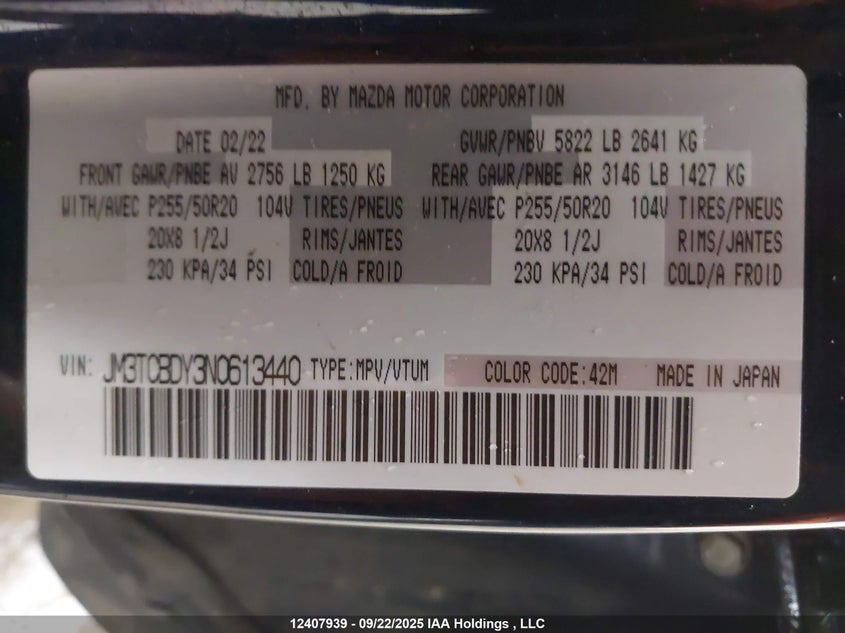 MFD. BY MAZDA MOTOR CORPORATION
DATE 02/22 GVWR/PNBV 5822 LB 2641 KG
FRONT GAWR/PNBE AV 2756 LB 1250 KG REAR GAWR/PNBE AR 3146 LB 1427 KG
WITH/AVEC P255/50R20 104V TIRES/PNEUS WITH/AVEC P255/50R20 104V TIRES/PNEUS
20X8 1/2J RIMS/JANTES 20X8 1/2J RIMS/JANTES
230 KPA/34 PSI COLD/A FROID 230 KPA/34 PSI COLD/A FROID
VIN: JM3TCBDY3N0613440 TYPE:MPV/VTUM COLOR CODE:42M MADE IN JAPAN
12407939 - 09/22/2025 IAA Holdings , LLC